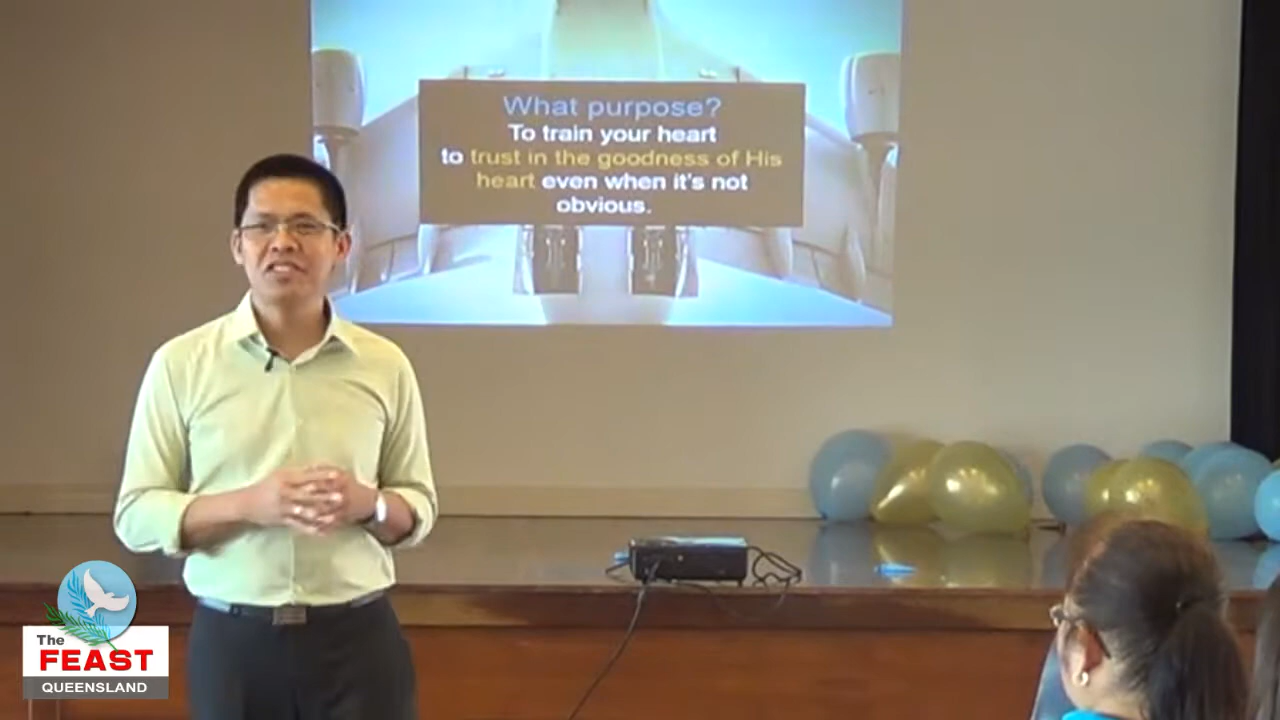 What purpose?
To train your heart
to trust in the goodness of His
heart even when it's not
obvious.
The
FEAST
QUEENSLAND